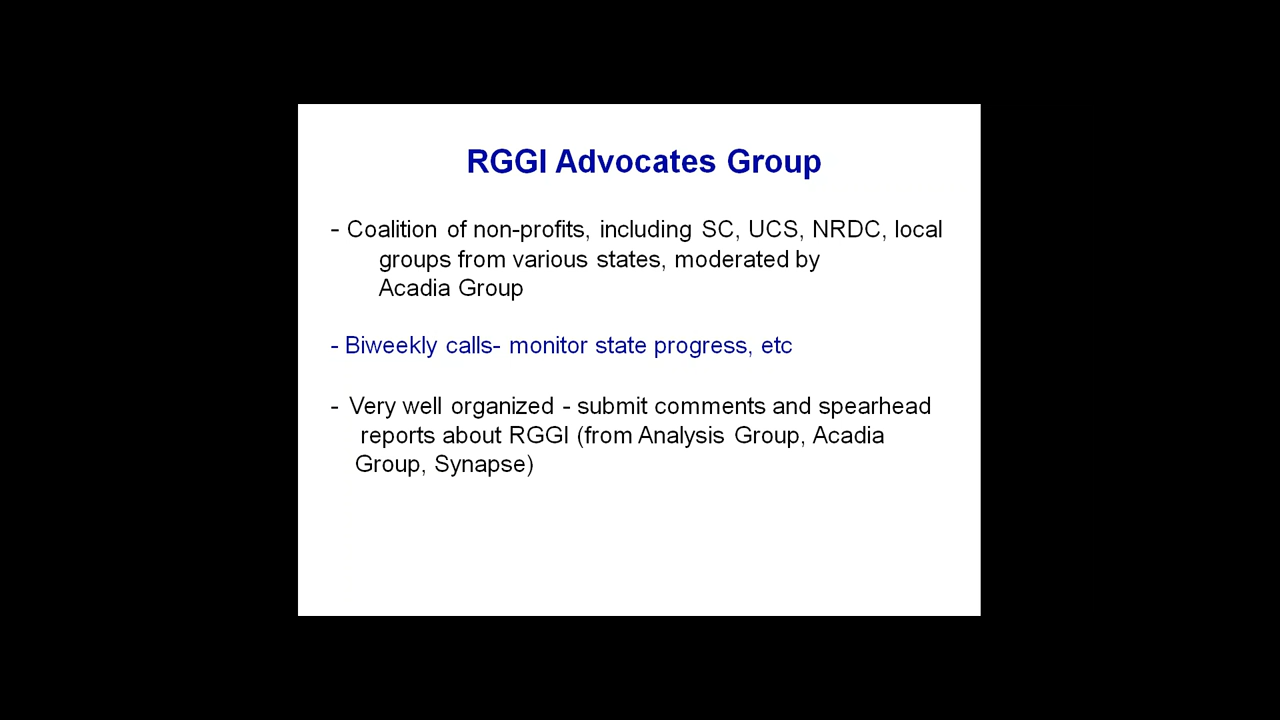 RGGI Advocates Group
- Coalition of non-profits, including SC, UCS, NRDC, local
groups from various states, moderated by
Acadia Group
- Biweekly calls- monitor state progress, etc
- Very well organized - submit comments and spearhead
reports about RGGI (from Analysis Group, Acadia
Group, Synapse)